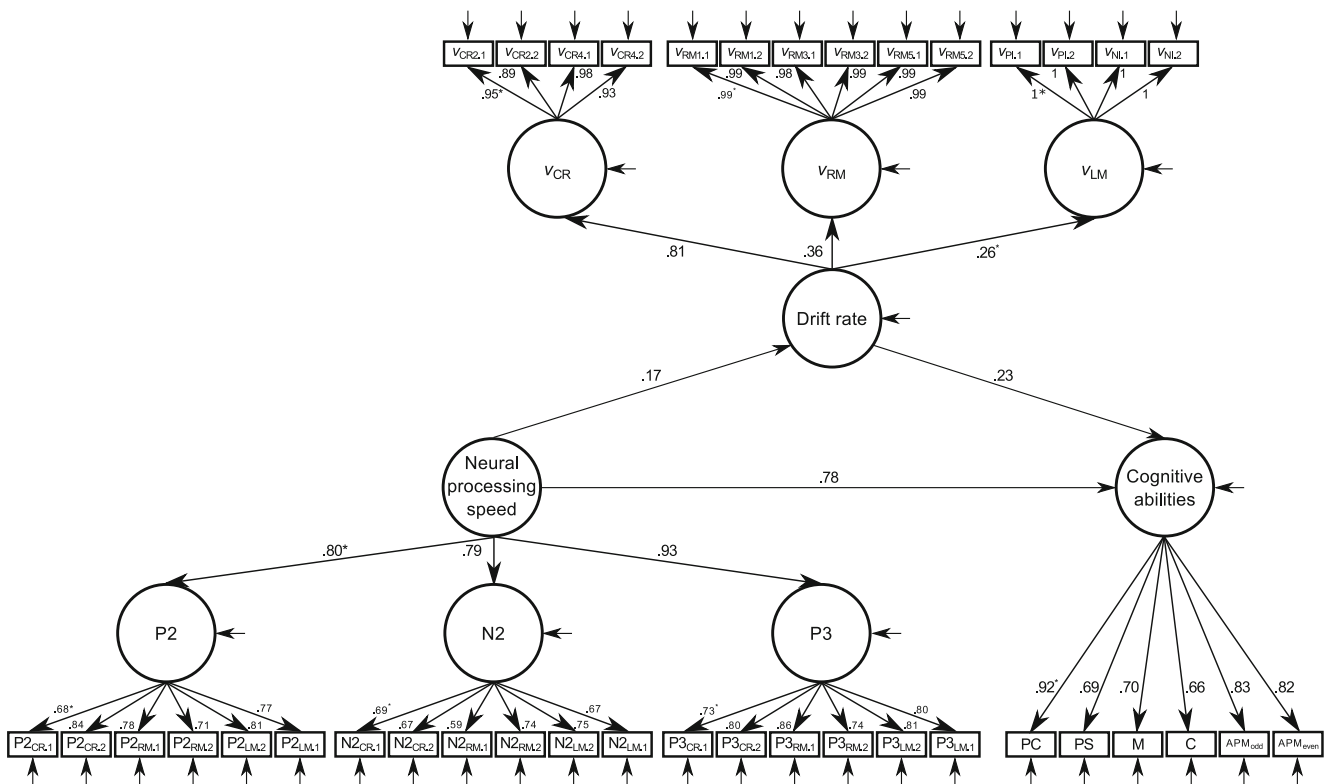 vCR2.1 vCR2.2 vCR4.1 vCR4.2 vRM1.1 vRM1.2 vRM3.1 vRM3.2 vRM5.1 vRM5.2 vPI.1 vPI.2 vNI.1 vNI.2
.95* .89 .98 .93 .99* .99 .98 .99 .99 .99 1* 1 1 1
vCR vRM vLM
.81 .36 .26*
Drift rate
.17 .23
Neural
processing
speed
.78
Cognitive
abilities
.80* .79 .93
P2 N2 P3
.68* .84 .78 .71 .81 .77 .69* .67 .59 .74 .75 .67 .73* .80 .86 .74 .81 .80 .92* .69 .70 .66 .83 .82
P2CR.1 P2CR.2 P2RM.1 P2RM.2 P2LM.2 P2LM.1 N2CR.1 N2CR.2 N2RM.1 N2RM.2 N2LM.2 N2LM.1 P3CR.1 P3CR.2 P3RM.1 P3RM.2 P3LM.2 P3LM.1 PC PS M C APModd APMeven